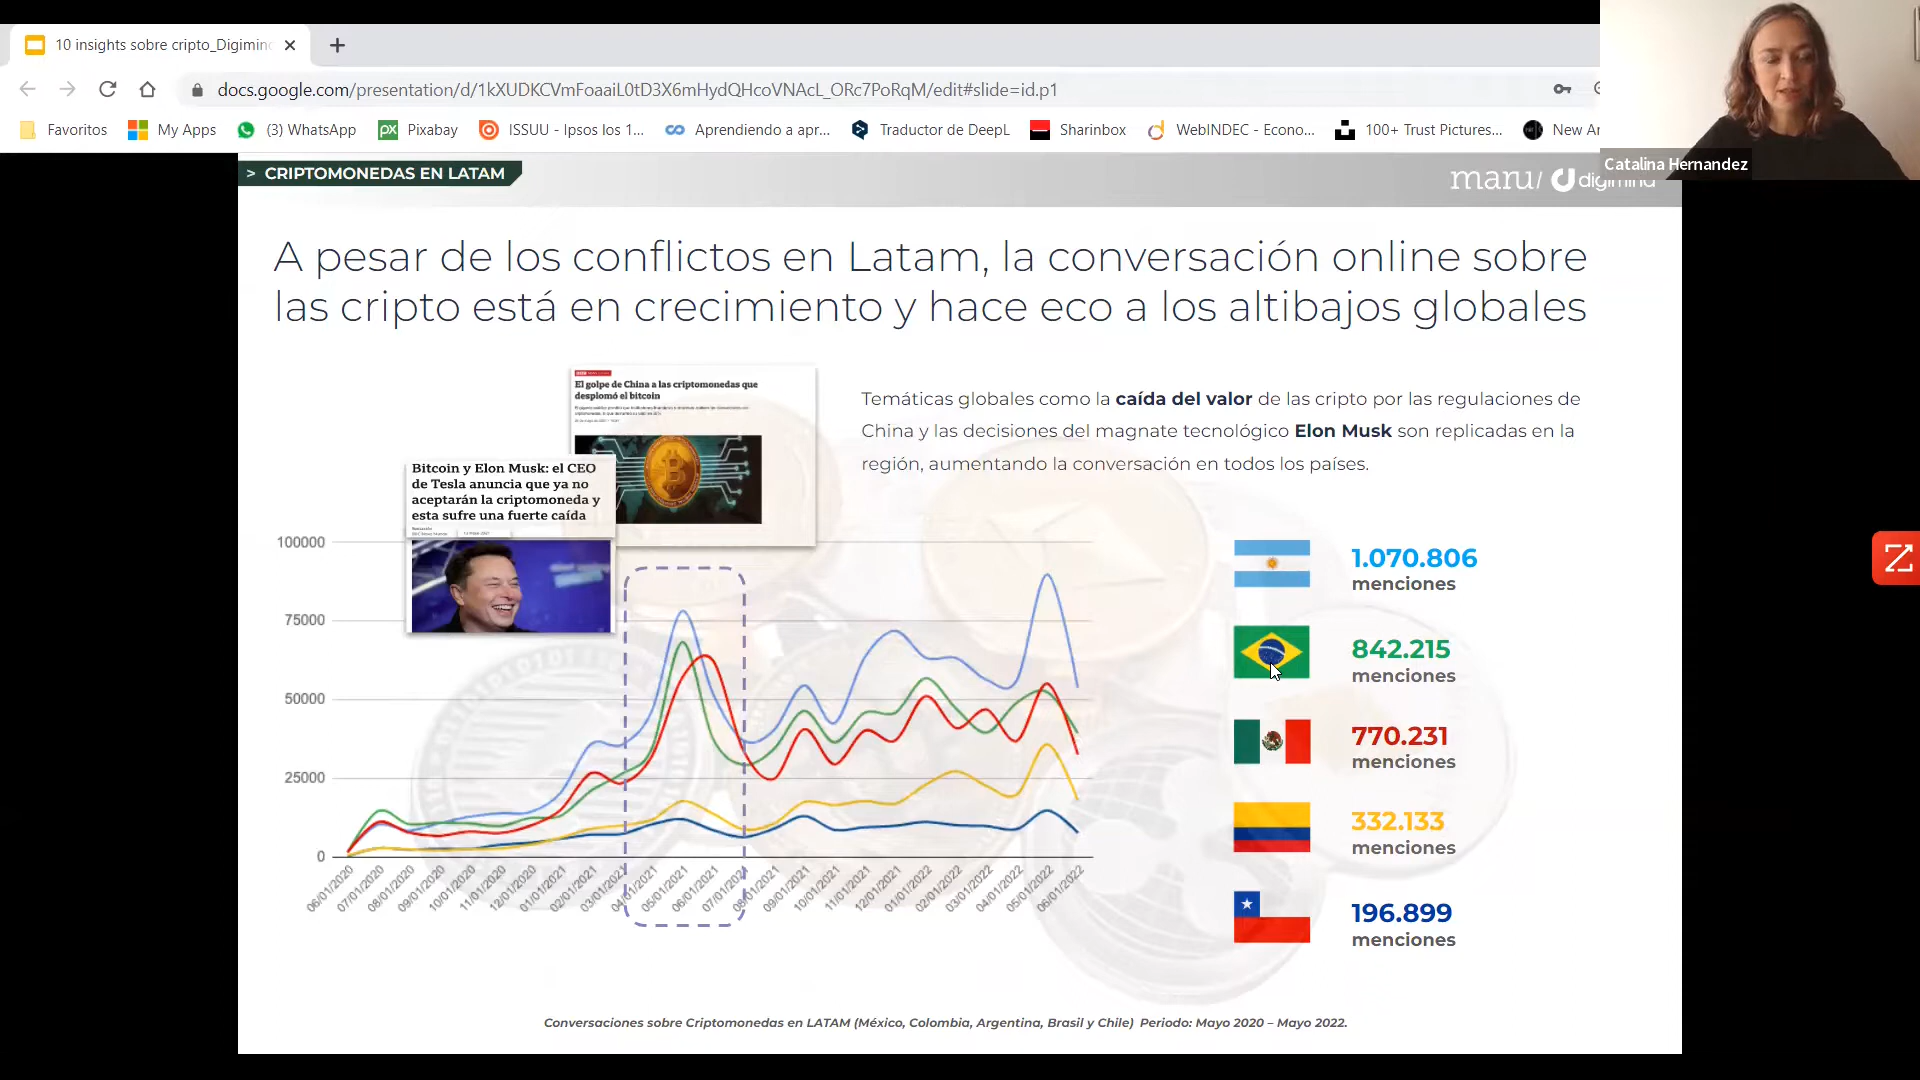 10 insights sobre cripto_Digimin
docs.google.com/presentation/d/1kXUDKCVmFoaaiL0tD3X6mHydQHcoVNAcL_ORc7PoRqM/edit#slide=id.p1
Favoritos
My Apps
(3) WhatsApp
Pixabay
ISSUU - Ipsos los 1...
Aprendiendo a apr...
Traductor de DeepL
Sharinbox
WebINDEC - Econo...
100+ Trust Pictures...
New Ar
Catalina Hernandez
> CRIPTOMONEDAS EN LATAM
maru/ digimind
A pesar de los conflictos en Latam, la conversación online sobre
las cripto está en crecimiento y hace eco a los altibajos globales
El golpe de China a las criptomonedas que
desplomó el bitcoin
Bitcoin y Elon Musk: el CEO
de Tesla anuncia que ya no
aceptarán la criptomoneda y
esta sufre una fuerte caída
Temáticas globales como la caída del valor de las cripto por las regulaciones de
China y las decisiones del magnate tecnológico Elon Musk son replicadas en la
región, aumentando la conversación en todos los países.
100000
75000
50000
25000
0
06/01/2020
07/01/2020
08/01/2020
09/01/2020
10/01/2020
11/01/2020
12/01/2020
01/01/2021
02/01/2021
03/01/2021
04/01/2021
05/01/2021
06/01/2021
07/01/2021
08/01/2021
09/01/2021
10/01/2021
11/01/2021
12/01/2021
01/01/2022
02/01/2022
03/01/2022
04/01/2022
05/01/2022
06/01/2022
1.070.806
menciones
842.215
menciones
770.231
menciones
332.133
menciones
196.899
menciones
Conversaciones sobre Criptomonedas en LATAM (México, Colombia, Argentina, Brasil y Chile) Periodo: Mayo 2020 – Mayo 2022.